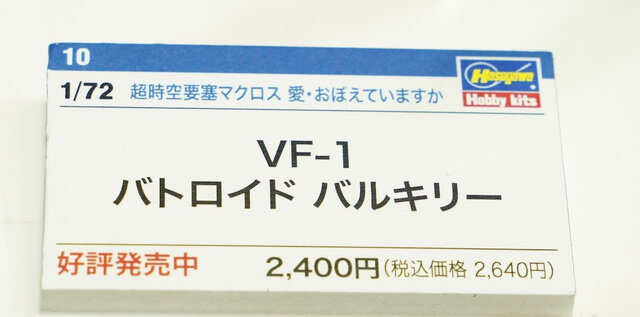 10
1/72 超時空要塞マクロス 愛・おぼえていますか
Hasegawa
Hobby kits
VF-1
バトロイド バルキリー
好評発売中 2,400円(税込価格 2,640円)